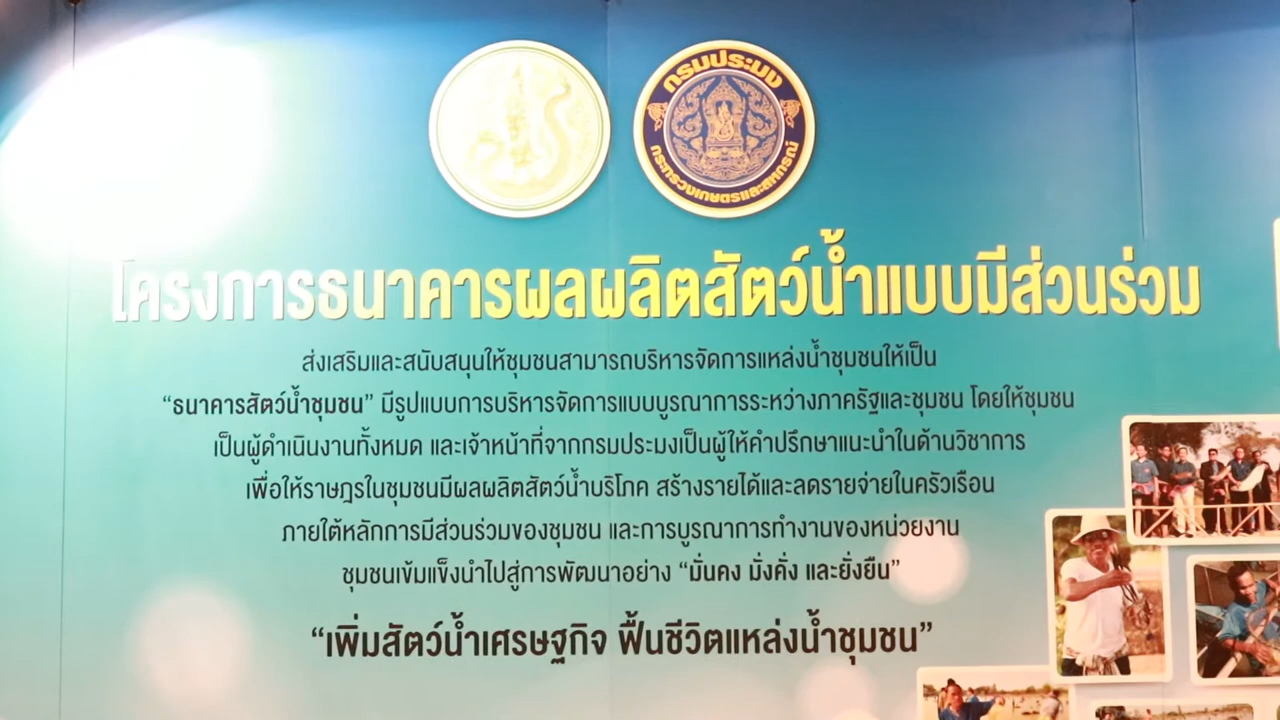 กรมประมง
กระทรวงเกษตรและสหกรณ์
โครงการธนาคารผลผลิตสัตว์น้ำแบบมีส่วนร่วม
ส่งเสริมและสนับสนุนให้ชุมชนสามารถบริหารจัดการแหล่งน้ำชุมชนให้เป็น
“ธนาคารสัตว์น้ำชุมชน” มีรูปแบบการบริหารจัดการแบบบูรณาการระหว่างภาครัฐและชุมชน โดยให้ชุมชน
เป็นผู้ดำเนินงานทั้งหมด และเจ้าหน้าที่จากกรมประมงเป็นผู้ให้คำปรึกษาแนะนำในด้านวิชาการ
เพื่อให้ราษฎรในชุมชนมีผลผลิตสัตว์น้ำบริโภค สร้างรายได้และลดรายจ่ายในครัวเรือน
ภายใต้หลักการมีส่วนร่วมของชุมชน และการบูรณาการทำงานของหน่วยงาน
ชุมชนเข้มแข็งนำไปสู่การพัฒนาอย่าง “มั่นคง มั่งคั่ง และยั่งยืน”
“เพิ่มสัตว์น้ำเศรษฐกิจ ฟื้นชีวิตแหล่งน้ำชุมชน”